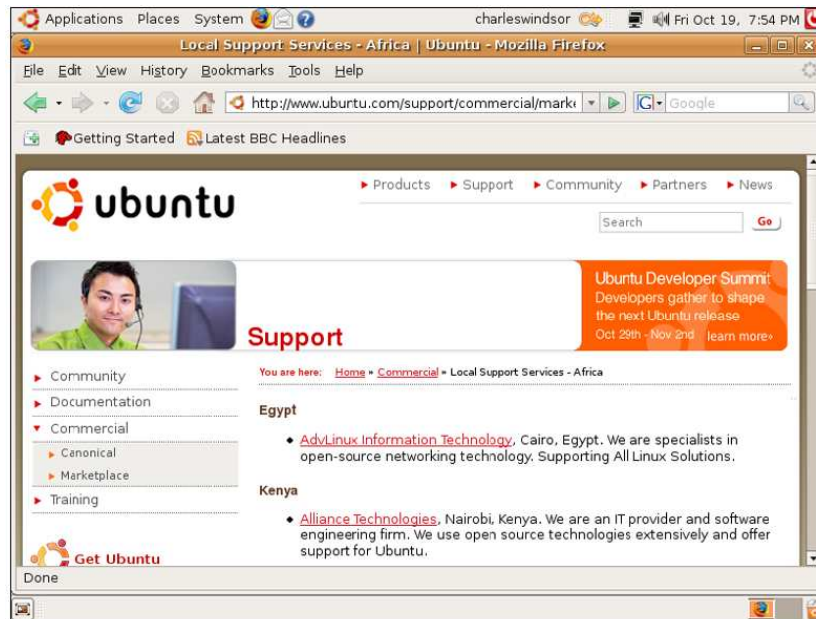 Applications Places System charleswindsor Fri Oct 19, 7:54 PM
Local Support Services - Africa | Ubuntu - Mozilla Firefox
File Edit View History Bookmarks Tools Help
http://www.ubuntu.com/support/commercial/marke G Google
Getting Started Latest BBC Headlines
ubuntu
Products Support Community Partners News
Search Go
Ubuntu Developer Summit
Developers gather to shape
the next Ubuntu release
Oct 29th - Nov 2nd learn more»
Support
Community
Documentation
Commercial
Canonical
Marketplace
Training
Get Ubuntu
You are here: Home » Commercial » Local Support Services - Africa
Egypt
AdvLinux Information Technology, Cairo, Egypt. We are specialists in
open-source networking technology. Supporting All Linux Solutions.
Kenya
Alliance Technologies, Nairobi, Kenya. We are an IT provider and software
engineering firm. We use open source technologies extensively and offer
support for Ubuntu.
Done